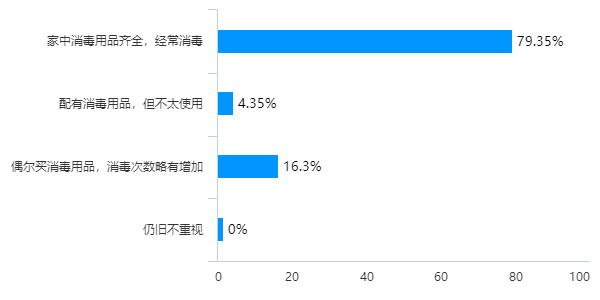 家中消毒用品齐全，经常消毒 79.35%
配有消毒用品，但不太使用 4.35%
偶尔买消毒用品，消毒次数略有增加 16.3%
仍旧不重视 0%
0 20 40 60 80 100